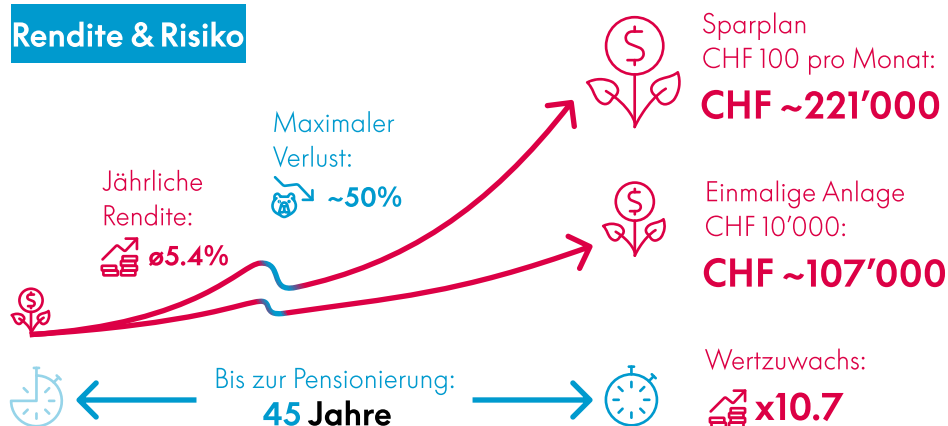 Rendite & Risiko
Sparplan
CHF 100 pro Monat:
CHF ~221’000
Maximaler
Verlust:
~50%
Jährliche
Rendite:
ø5.4%
Einmalige Anlage
CHF 10’000:
CHF ~107’000
Bis zur Pensionierung:
45 Jahre
Wertzuwachs:
x10.7